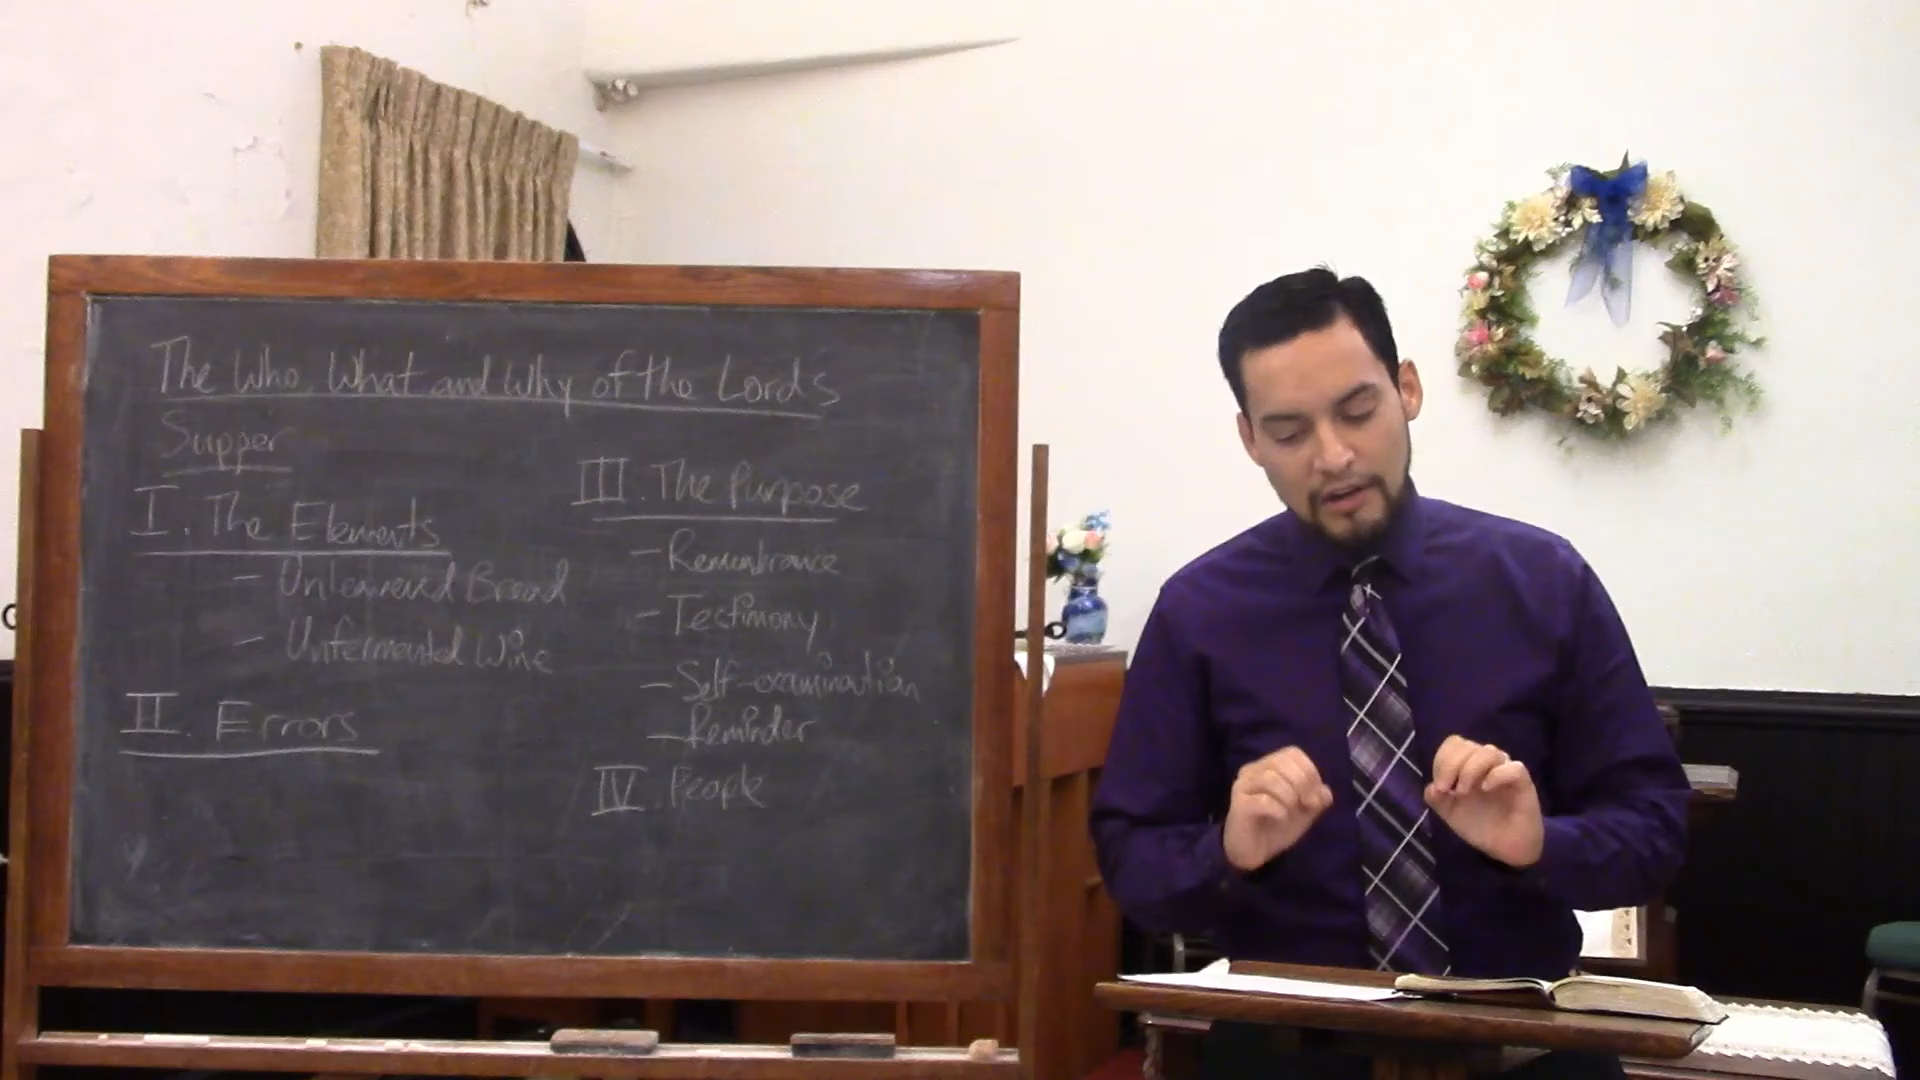 The Who, What and Why of the Lord's
Supper
I. The Elements
- Unleavened Bread
- Unfermented Wine
II. Errors
III. The Purpose
- Remembrance
- Testimony
- Self-examination
- Reminder
IV. People